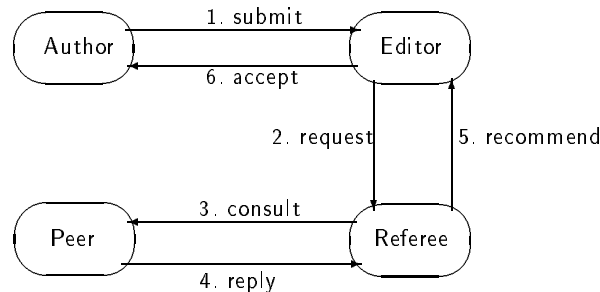 1. submit
Author
Editor
6. accept
2. request
5. recommend
3. consult
Peer
Referee
4. reply